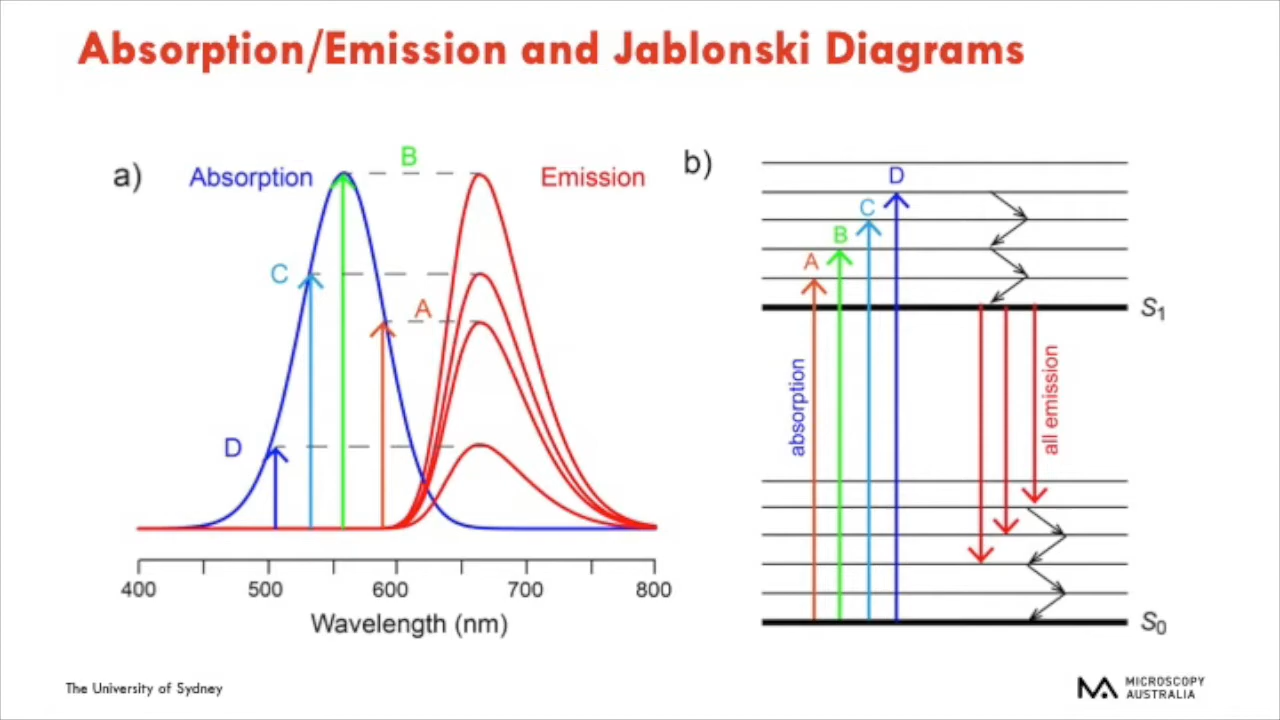 Absorption/Emission and Jablonski Diagrams
a)
Absorption
B
Emission
C
A
D
400 500 600 700 800
Wavelength (nm)
b)
D
C
B
A
S1
absorption
all emission
S0
The University of Sydney
MICROSCOPY
AUSTRALIA